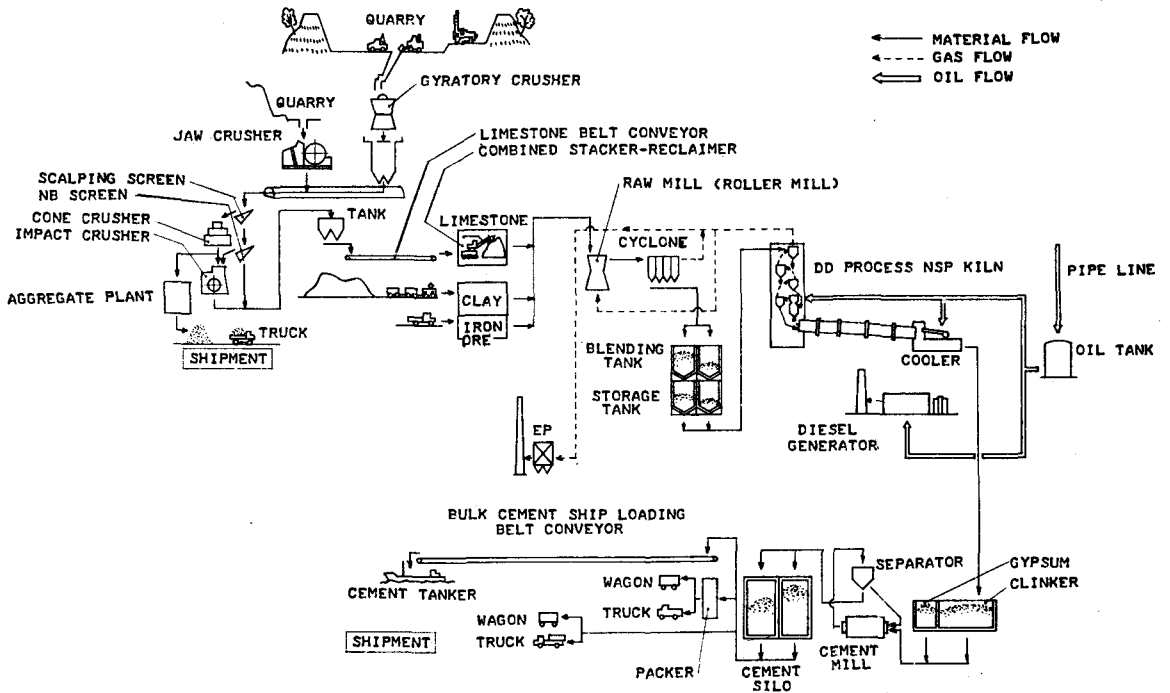 QUARRY
MATERIAL FLOW
GAS FLOW
OIL FLOW
GYRATORY CRUSHER
QUARRY
JAW CRUSHER
LIMESTONE BELT CONVEYOR
COMBINED STACKER-RECLAIMER
SCALPING SCREEN
NB SCREEN
RAW MILL (ROLLER MILL)
CONE CRUSHER
IMPACT CRUSHER
TANK
LIMESTONE
CYCLONE
DD PROCESS NSP KILN
PIPE LINE
AGGREGATE PLANT
CLAY
TRUCK
IRON
ORE
SHIPMENT
BLENDING
TANK
COOLER
OIL TANK
STORAGE
TANK
EP
DIESEL
GENERATOR
BULK CEMENT SHIP LOADING
BELT CONVEYOR
SEPARATOR
GYPSUM
CLINKER
CEMENT TANKER
WAGON
TRUCK
WAGON
TRUCK
SHIPMENT
PACKER
CEMENT
SILO
CEMENT
MILL